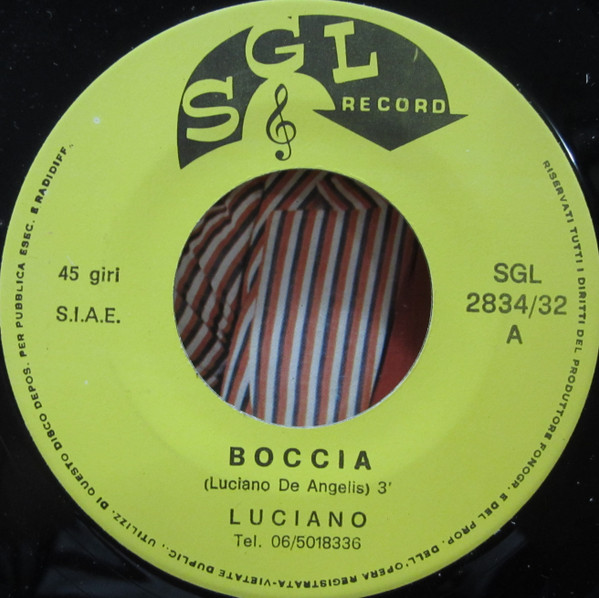 SGL
RECORD
45 giri
S.I.A.E.
SGL
2834/32
A
BOCCIA
(Luciano De Angelis) 3'
LUCIANO
Tel. 06/5018336
RISERVATI TUTTI I DIRITTI DEL PRODUTTORE FONOGR. E DEL PROP. DELL'OPERA REGISTRATA-VIETATE DUPLIC., UTILIZZ. DI QUESTO DISCO DEPOS. PER PUBBLICA ESEC. E RADIDIFF.